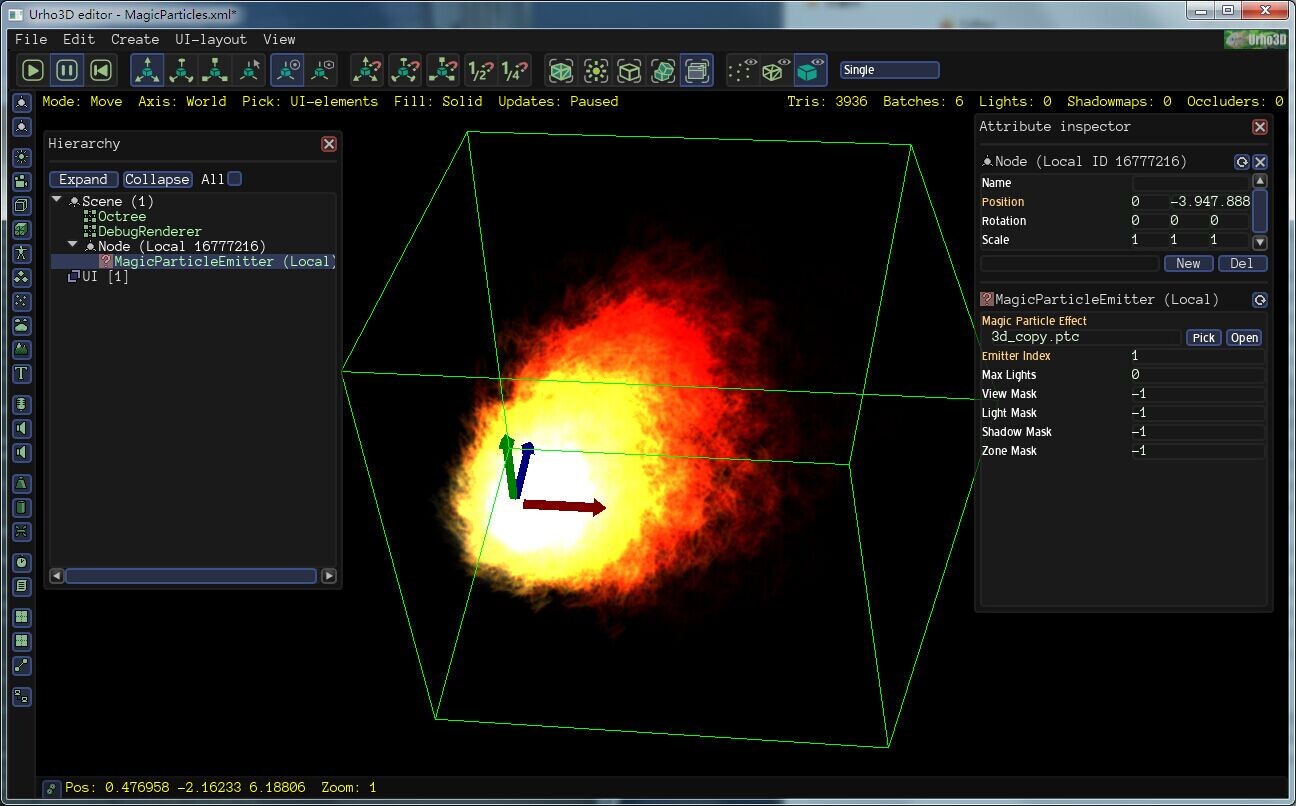 Urho3D editor - MagicParticles.xml*
File Edit Create UI-layout View
Urho3D
1/2? 1/4? Single
Mode: Move Axis: World Pick: UI-elements Fill: Solid Updates: Paused Tris: 3936 Batches: 6 Lights: 0 Shadowmaps: 0 Occluders: 0
Hierarchy
Expand Collapse All
Scene (1)
Octree
DebugRenderer
Node (Local 16777216)
? MagicParticleEmitter (Local)
UI [1]
T
Attribute inspector
Node (Local ID 16777216)
Name
Position 0 -3.947.888
Rotation 0 0 0
Scale 1 1 1
New Del
? MagicParticleEmitter (Local)
Magic Particle Effect
3d_copy.ptc Pick Open
Emitter Index 1
Max Lights 0
View Mask -1
Light Mask -1
Shadow Mask -1
Zone Mask -1
Pos: 0.476958 -2.16233 6.18806 Zoom: 1